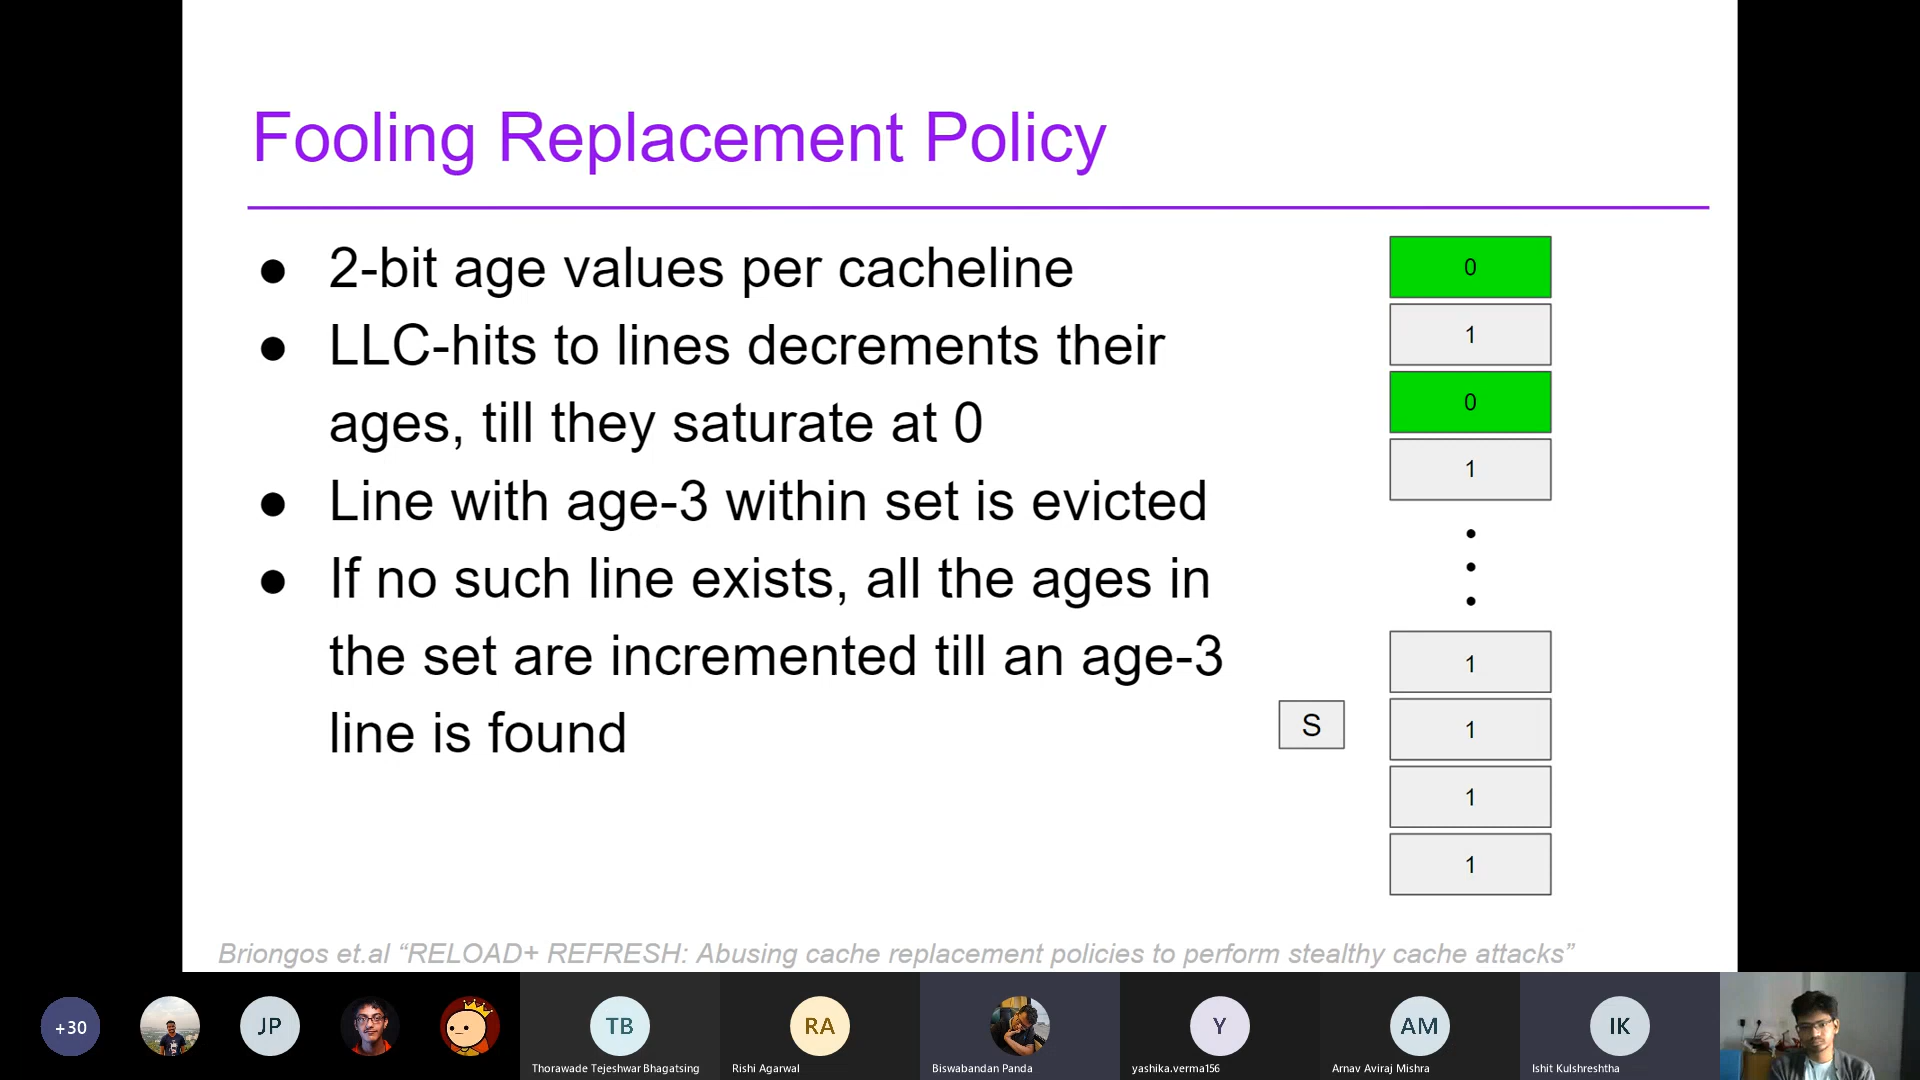 Fooling Replacement Policy
● 2-bit age values per cacheline
● LLC-hits to lines decrements their
ages, till they saturate at 0
● Line with age-3 within set is evicted
● If no such line exists, all the ages in
the set are incremented till an age-3
line is found
0
1
0
1
1
S
1
1
1
Briongos et.al “RELOAD+ REFRESH: Abusing cache replacement policies to perform stealthy cache attacks”
+30
JP
TB
RA
Y
AM
IK
Thorawade Tejeshwar Bhagatsing
Rishi Agarwal
Biswabandan Panda
yashika.verma156
Arnav Aviraj Mishra
Ishit Kulshreshtha